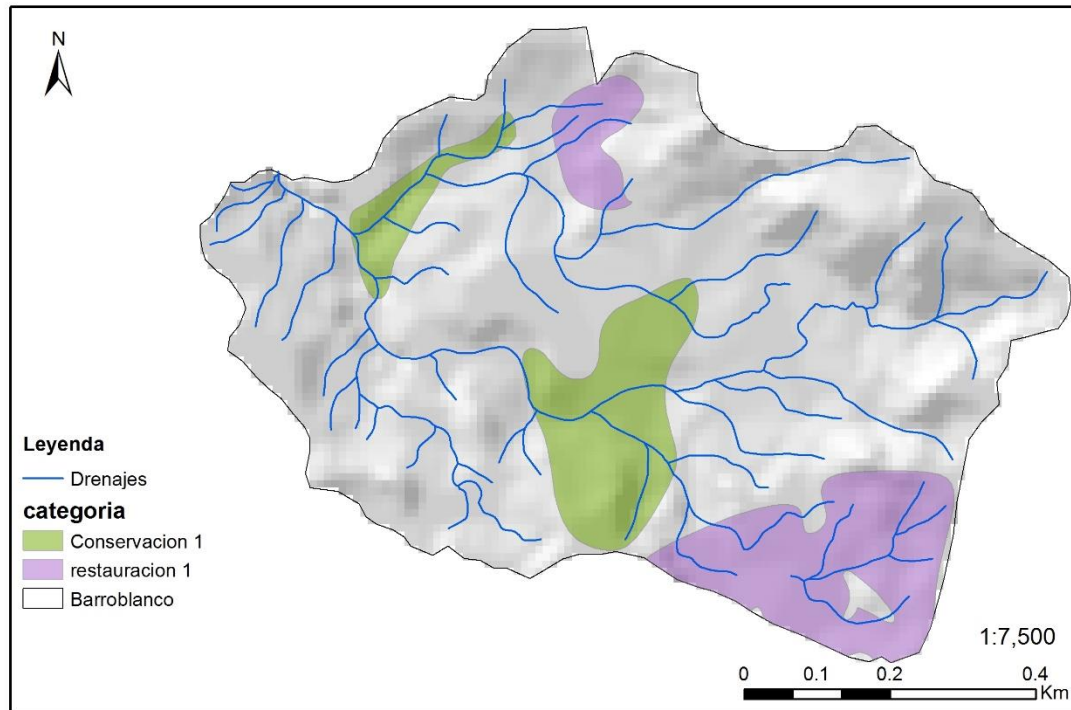 N
Leyenda
Drenajes
categoria
Conservacion 1
restauracion 1
Barroblanco
1:7,500
0 0.1 0.2 0.4
Km